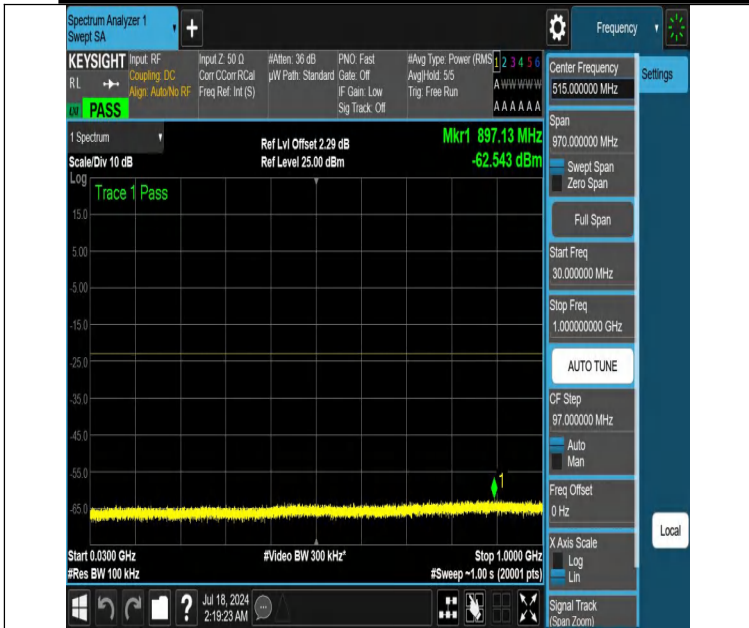 Spectrum Analyzer 1
Swept SA
+
Frequency
KEYSIGHT
RL
PASS
Input: RF
Coupling: DC
Align: Auto/No RF
Input Z: 50 Ω
Corr CCorr RCal
Freq Ref: Int (S)
#Atten: 36 dB
µW Path: Standard
PNO: Fast
Gate: Off
IF Gain: Low
Sig Track: Off
#Avg Type: Power (RMS
Avg|Hold: 5/5
Trig: Free Run
1 2 3 4 5 6
A W W W W W
A A A A A A
1 Spectrum
Scale/Div 10 dB
Ref Lvl Offset 2.29 dB
Ref Level 25.00 dBm
Mkr1 897.13 MHz
-62.543 dBm
Log
Trace 1 Pass
15.0
5.00
-5.00
-15.0
-25.0
-35.0
-45.0
-55.0
-65.0
1
Start 0.0300 GHz
#Res BW 100 kHz
#Video BW 300 kHz*
Stop 1.0000 GHz
#Sweep ~1.00 s (20001 pts)
Center Frequency
515.000000 MHz
Settings
Span
970.000000 MHz
Swept Span
Zero Span
Full Span
Start Freq
30.000000 MHz
Stop Freq
1.000000000 GHz
AUTO TUNE
CF Step
97.000000 MHz
Auto
Man
Freq Offset
0 Hz
Local
X Axis Scale
Log
Lin
Signal Track
(Span Zoom)
?
Jul 18, 2024
2:19:23 AM